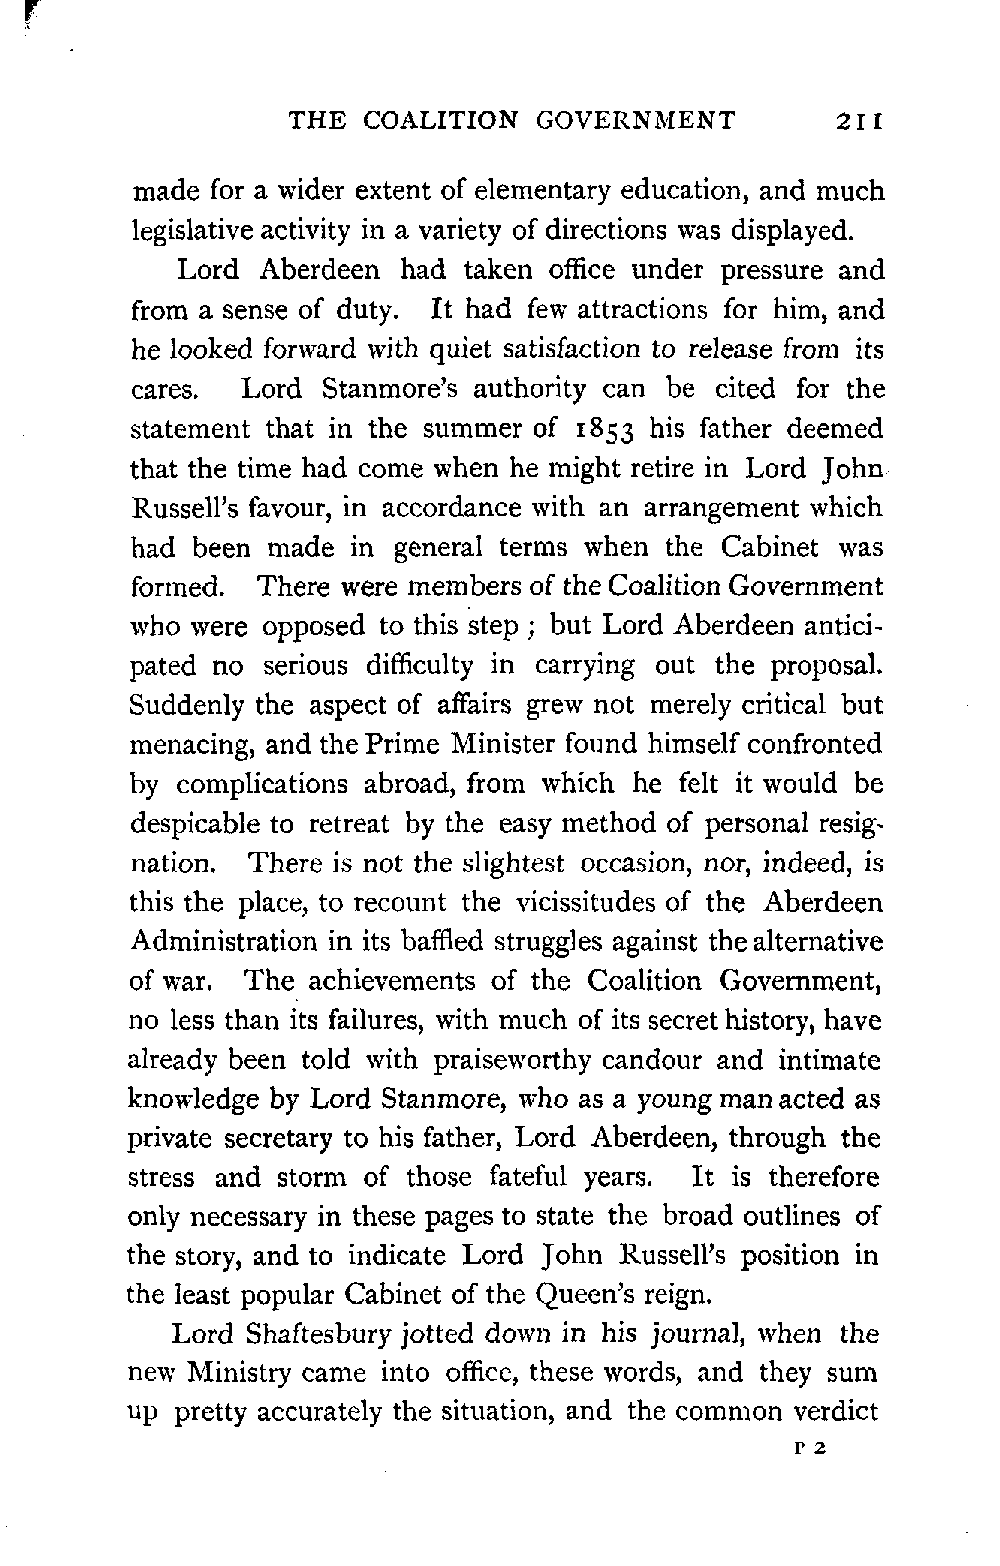 THE COALITION GOVERNMENT 211
made for a wider extent of elementary education, and much
legislative activity in a variety of directions was displayed.
Lord Aberdeen had taken office under pressure and
from a sense of duty. It had few attractions for him, and
he looked forward with quiet satisfaction to release from its
cares. Lord Stanmore's authority can be cited for the
statement that in the summer of 1853 his father deemed
that the time had come when he might retire in Lord John
Russell's favour, in accordance with an arrangement which
had been made in general terms when the Cabinet was
formed. There were members of the Coalition Government
who were opposed to this step ; but Lord Aberdeen antici-
pated no serious difficulty in carrying out the proposal.
Suddenly the aspect of affairs grew not merely critical but
menacing, and the Prime Minister found himself confronted
by complications abroad, from which he felt it would be
despicable to retreat by the easy method of personal resig-
nation. There is not the slightest occasion, nor, indeed, is
this the place, to recount the vicissitudes of the Aberdeen
Administration in its baffled struggles against the alternative
of war. The achievements of the Coalition Government,
no less than its failures, with much of its secret history, have
already been told with praiseworthy candour and intimate
knowledge by Lord Stanmore, who as a young man acted as
private secretary to his father, Lord Aberdeen, through the
stress and storm of those fateful years. It is therefore
only necessary in these pages to state the broad outlines of
the story, and to indicate Lord John Russell's position in
the least popular Cabinet of the Queen's reign.
Lord Shaftesbury jotted down in his journal, when the
new Ministry came into office, these words, and they sum
up pretty accurately the situation, and the common verdict
P 2